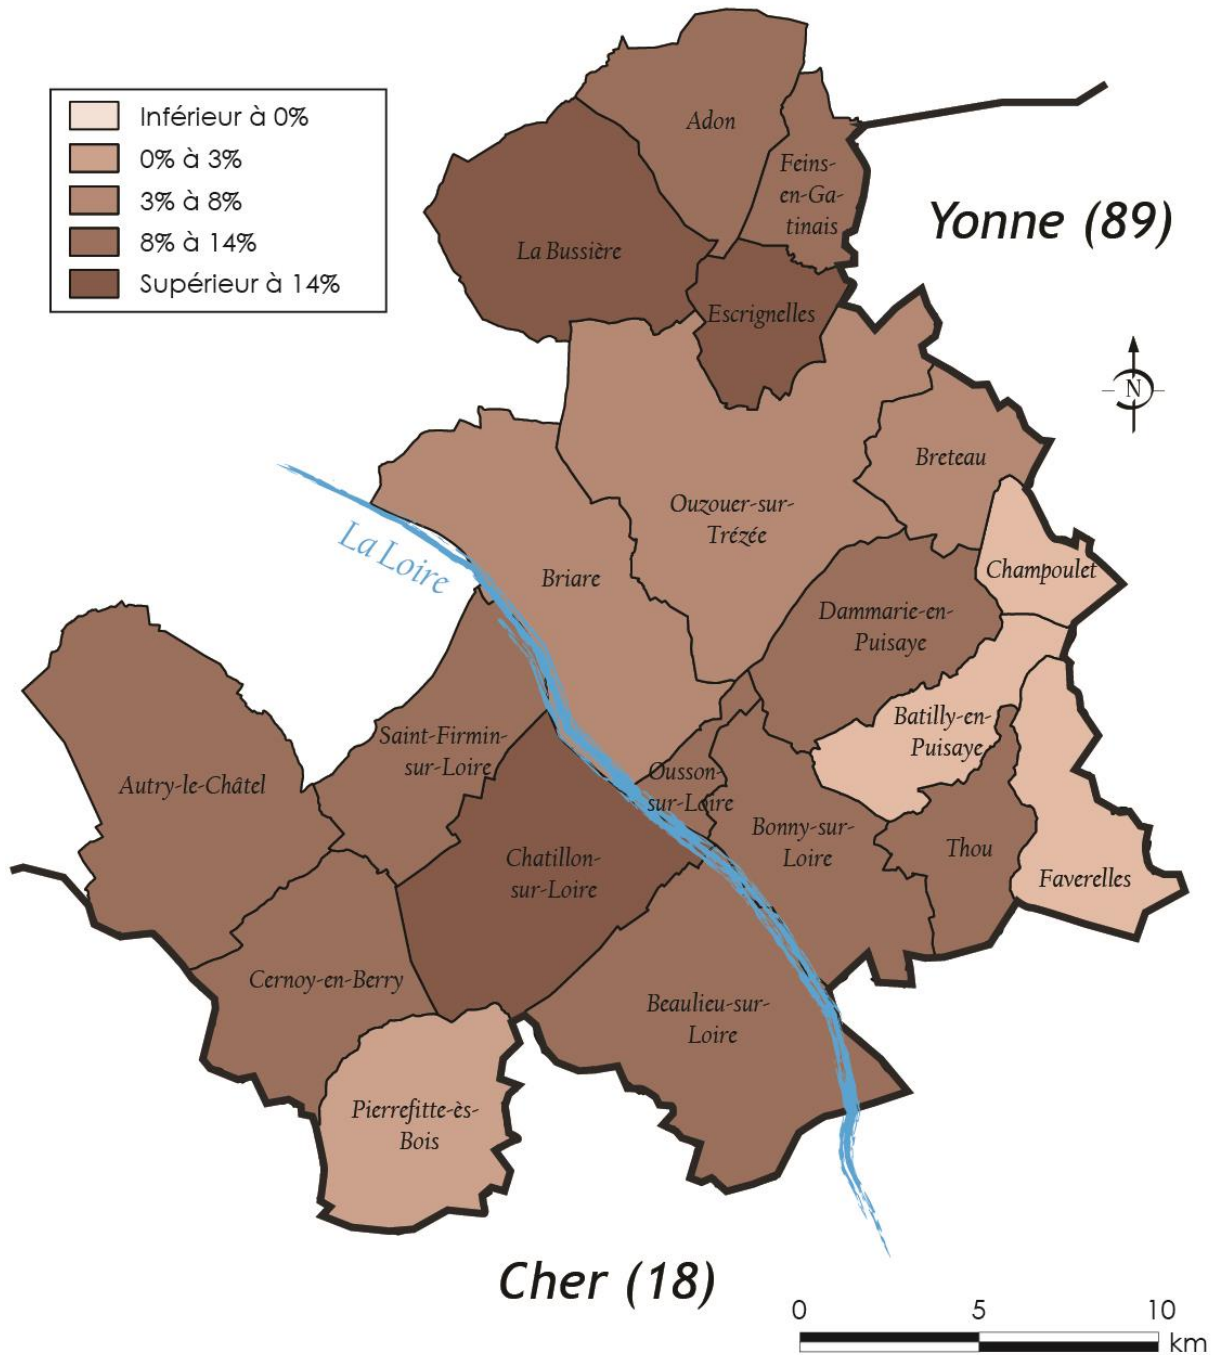 Inférieur à 0%
0% à 3%
3% à 8%
8% à 14%
Supérieur à 14%
Adon
Feins-
en-Ga-
tinais
Yonne (89)
La Bussière
Escrignelles
N
Breteau
Ouzouer-sur-
Trézée
La Loire
Briare
Champoulet
Dammarie-en-
Puisaye
Batilly-en-
Puisaye
Saint-Firmin-
sur-Loire
Autry-le-Châtel
Ousson-
sur-Loire
Bonny-sur-
Loire
Thou
Faverelles
Chatillon-
sur-Loire
Cernoy-en-Berry
Beaulieu-sur-
Loire
Pierrefitte-ès-
Bois
Cher (18)
0 5 10
km